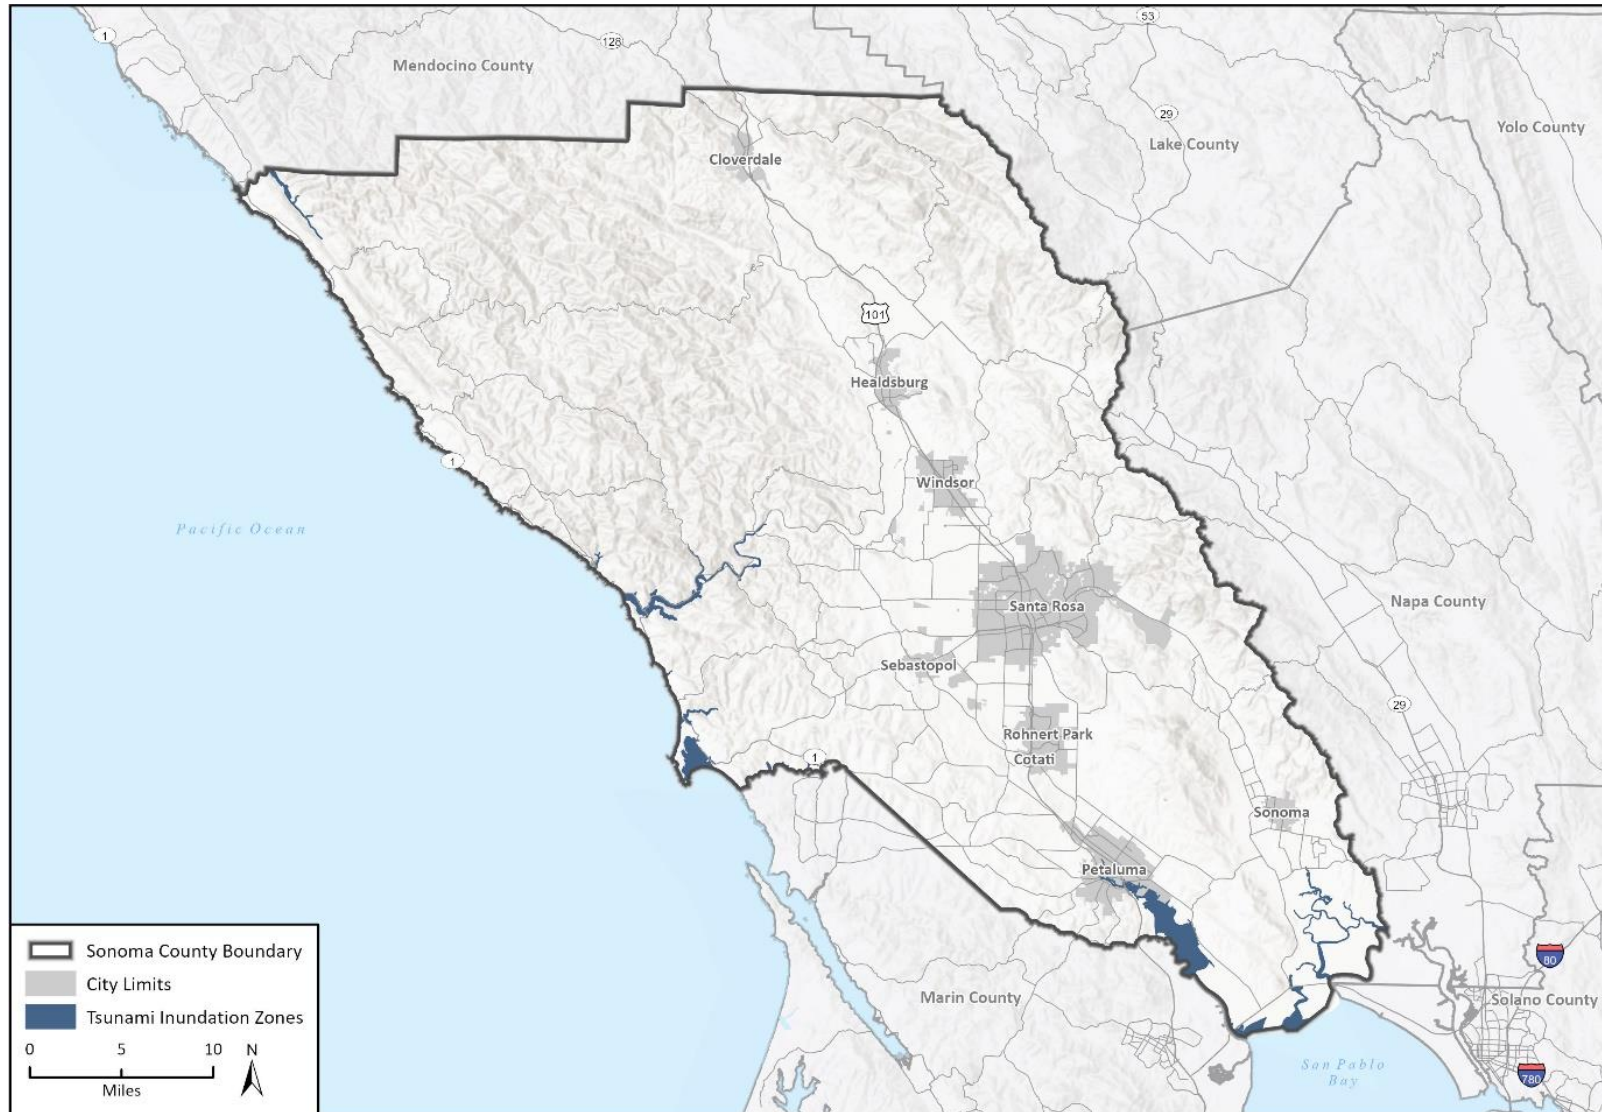 53
1
128
Mendocino County
29
Yolo County
Lake County
Cloverdale
101
Healdsburg
1
Windsor
Pacific Ocean
Santa Rosa
Napa County
Sebastopol
29
Rohnert Park
Cotati
1
Sonoma
Petaluma
Sonoma County Boundary
City Limits
Tsunami Inundation Zones
0 5 10
Miles
N
80
Marin County
Solano County
San Pablo
Bay
780